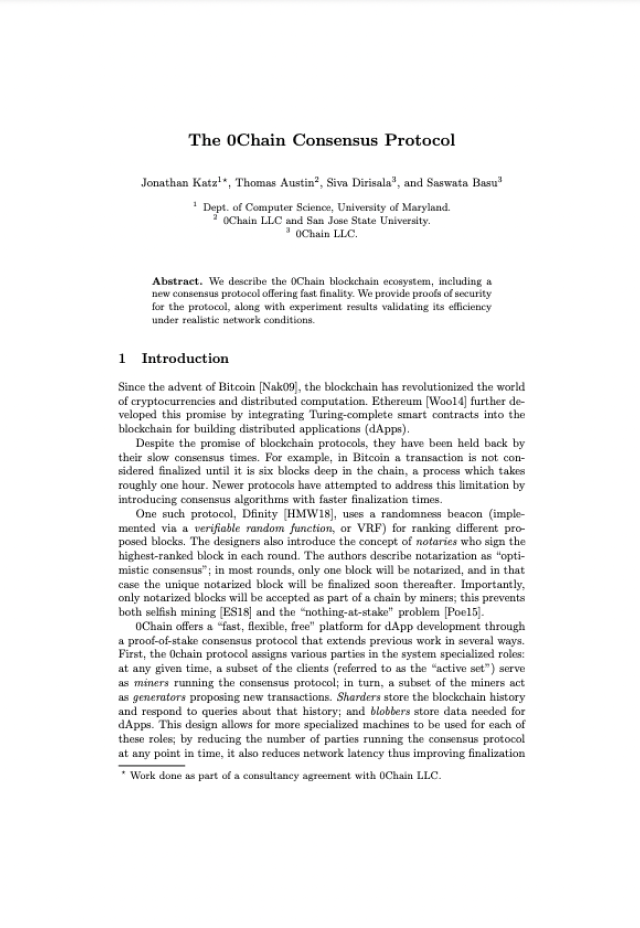 The 0Chain Consensus Protocol
Jonathan Katz1⋆, Thomas Austin2, Siva Dirisala3, and Saswata Basu3
1 Dept. of Computer Science, University of Maryland.
2 0Chain LLC and San Jose State University.
3 0Chain LLC.
Abstract. We describe the 0Chain blockchain ecosystem, including a
new consensus protocol offering fast finality. We provide proofs of security
for the protocol, along with experiment results validating its efficiency
under realistic network conditions.
1 Introduction
Since the advent of Bitcoin [Nak09], the blockchain has revolutionized the world
of cryptocurrencies and distributed computation. Ethereum [Woo14] further de-
veloped this promise by integrating Turing-complete smart contracts into the
blockchain for building distributed applications (dApps).
Despite the promise of blockchain protocols, they have been held back by
their slow consensus times. For example, in Bitcoin a transaction is not con-
sidered finalized until it is six blocks deep in the chain, a process which takes
roughly one hour. Newer protocols have attempted to address this limitation by
introducing consensus algorithms with faster finalization times.
One such protocol, Dfinity [HMW18], uses a randomness beacon (imple-
mented via a verifiable random function, or VRF) for ranking different pro-
posed blocks. The designers also introduce the concept of notaries who sign the
highest-ranked block in each round. The authors describe notarization as “opti-
mistic consensus”; in most rounds, only one block will be notarized, and in that
case the unique notarized block will be finalized soon thereafter. Importantly,
only notarized blocks will be accepted as part of a chain by miners; this prevents
both selfish mining [ES18] and the “nothing-at-stake” problem [Poe15].
0Chain offers a “fast, flexible, free” platform for dApp development through
a proof-of-stake consensus protocol that extends previous work in several ways.
First, the 0chain protocol assigns various parties in the system specialized roles:
at any given time, a subset of the clients (referred to as the “active set”) serve
as miners running the consensus protocol; in turn, a subset of the miners act
as generators proposing new transactions. Sharders store the blockchain history
and respond to queries about that history; and blobbers store data needed for
dApps. This design allows for more specialized machines to be used for each of
these roles; by reducing the number of parties running the consensus protocol
at any point in time, it also reduces network latency thus improving finalization
⋆ Work done as part of a consultancy agreement with 0Chain LLC.